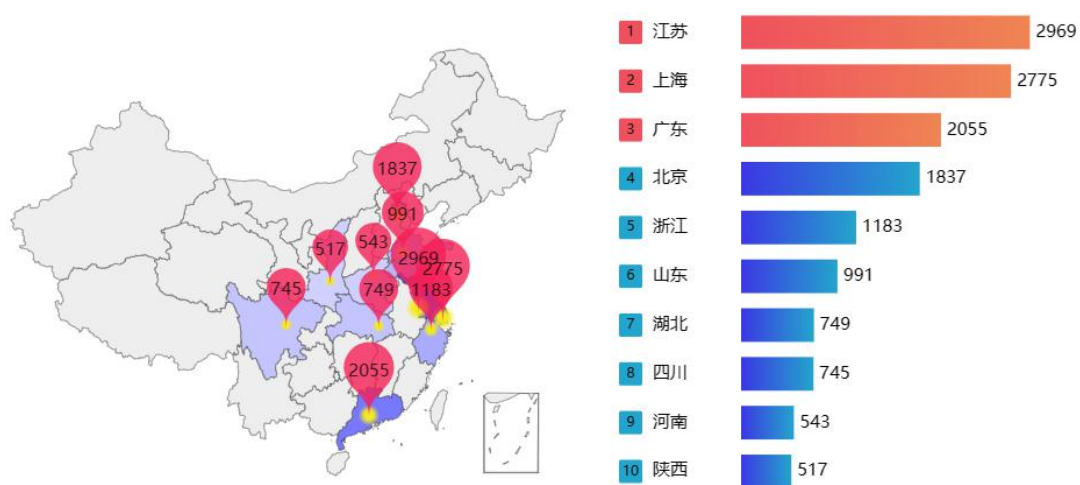 1837
991
543
517
2969
2775
745
749
1183
2055
1 江苏 2969
2 上海 2775
3 广东 2055
4 北京 1837
5 浙江 1183
6 山东 991
7 湖北 749
8 四川 745
9 河南 543
10 陕西 517